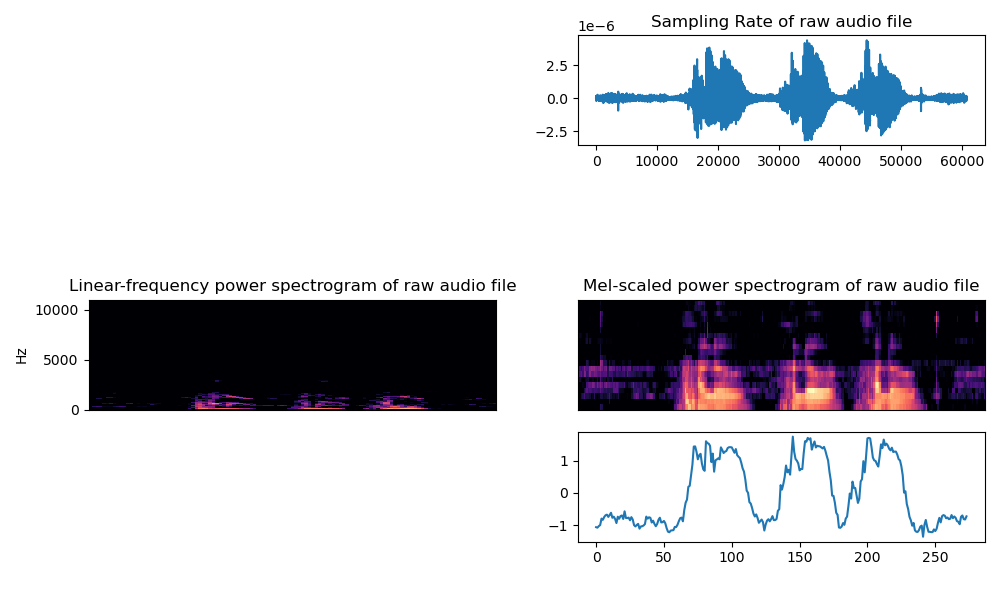 Sampling Rate of raw audio file
1e−6
2.5
0.0
−2.5
0 10000 20000 30000 40000 50000 60000
Linear-frequency power spectrogram of raw audio file
10000
5000
0
Hz
Mel-scaled power spectrogram of raw audio file
1
0
−1
0 50 100 150 200 250